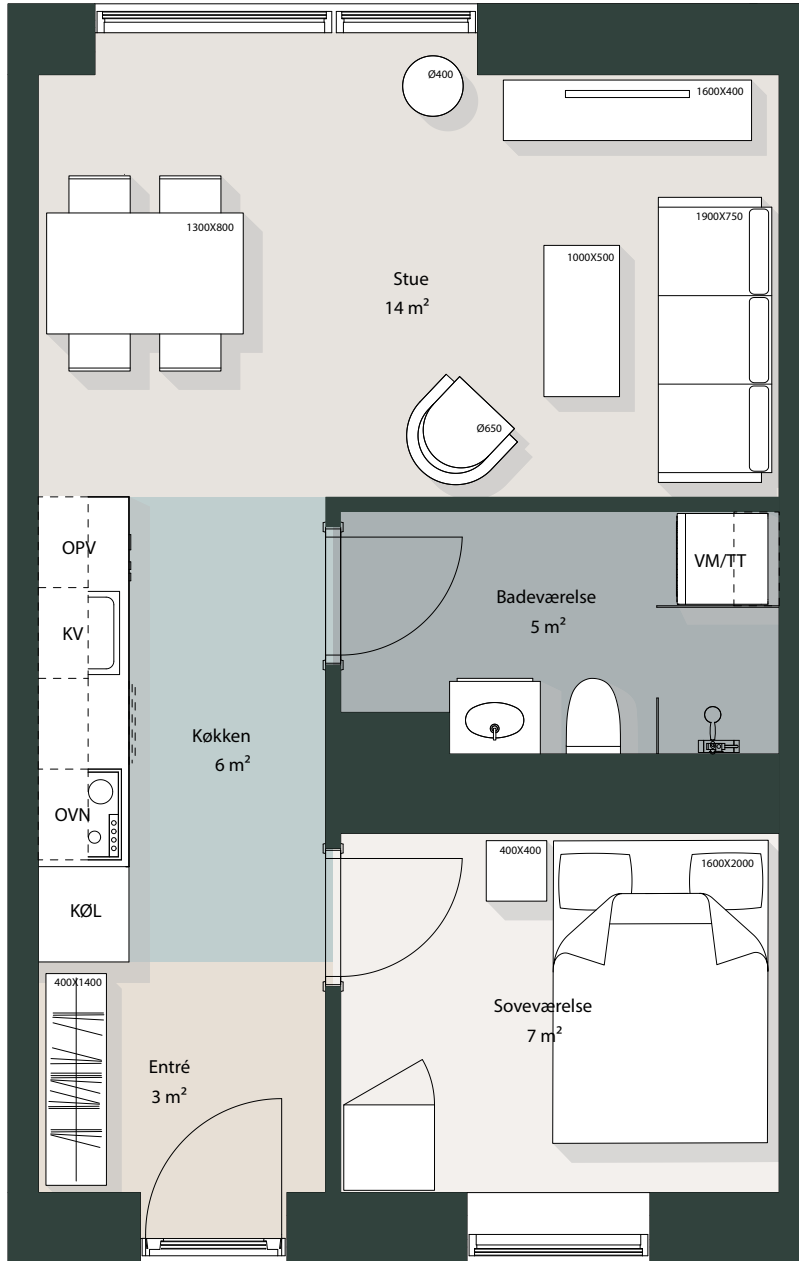 Ø400
1600X400
1300X800
1900X750
1000X500
Stue
14 m²
Ø650
OPV
VM/TT
KV
Badeværelse
5 m²
Køkken
6 m²
OVN
400X400
1600X2000
KØL
400X1400
Soveværelse
7 m²
Entré
3 m²